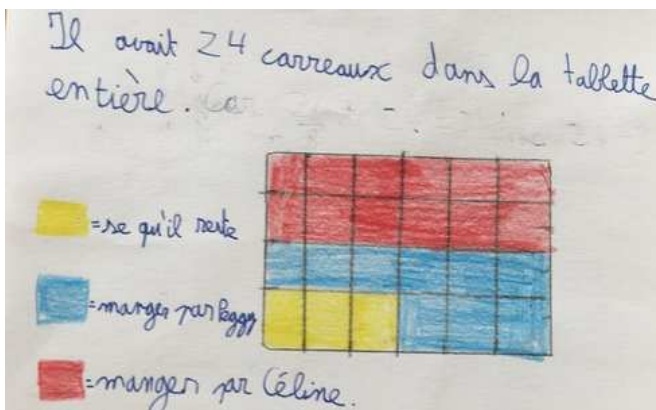 Il avait 24 carreaux dans la tablette
entière.
=se qu'il reste
=manger par Peggy
=manger par Céline.